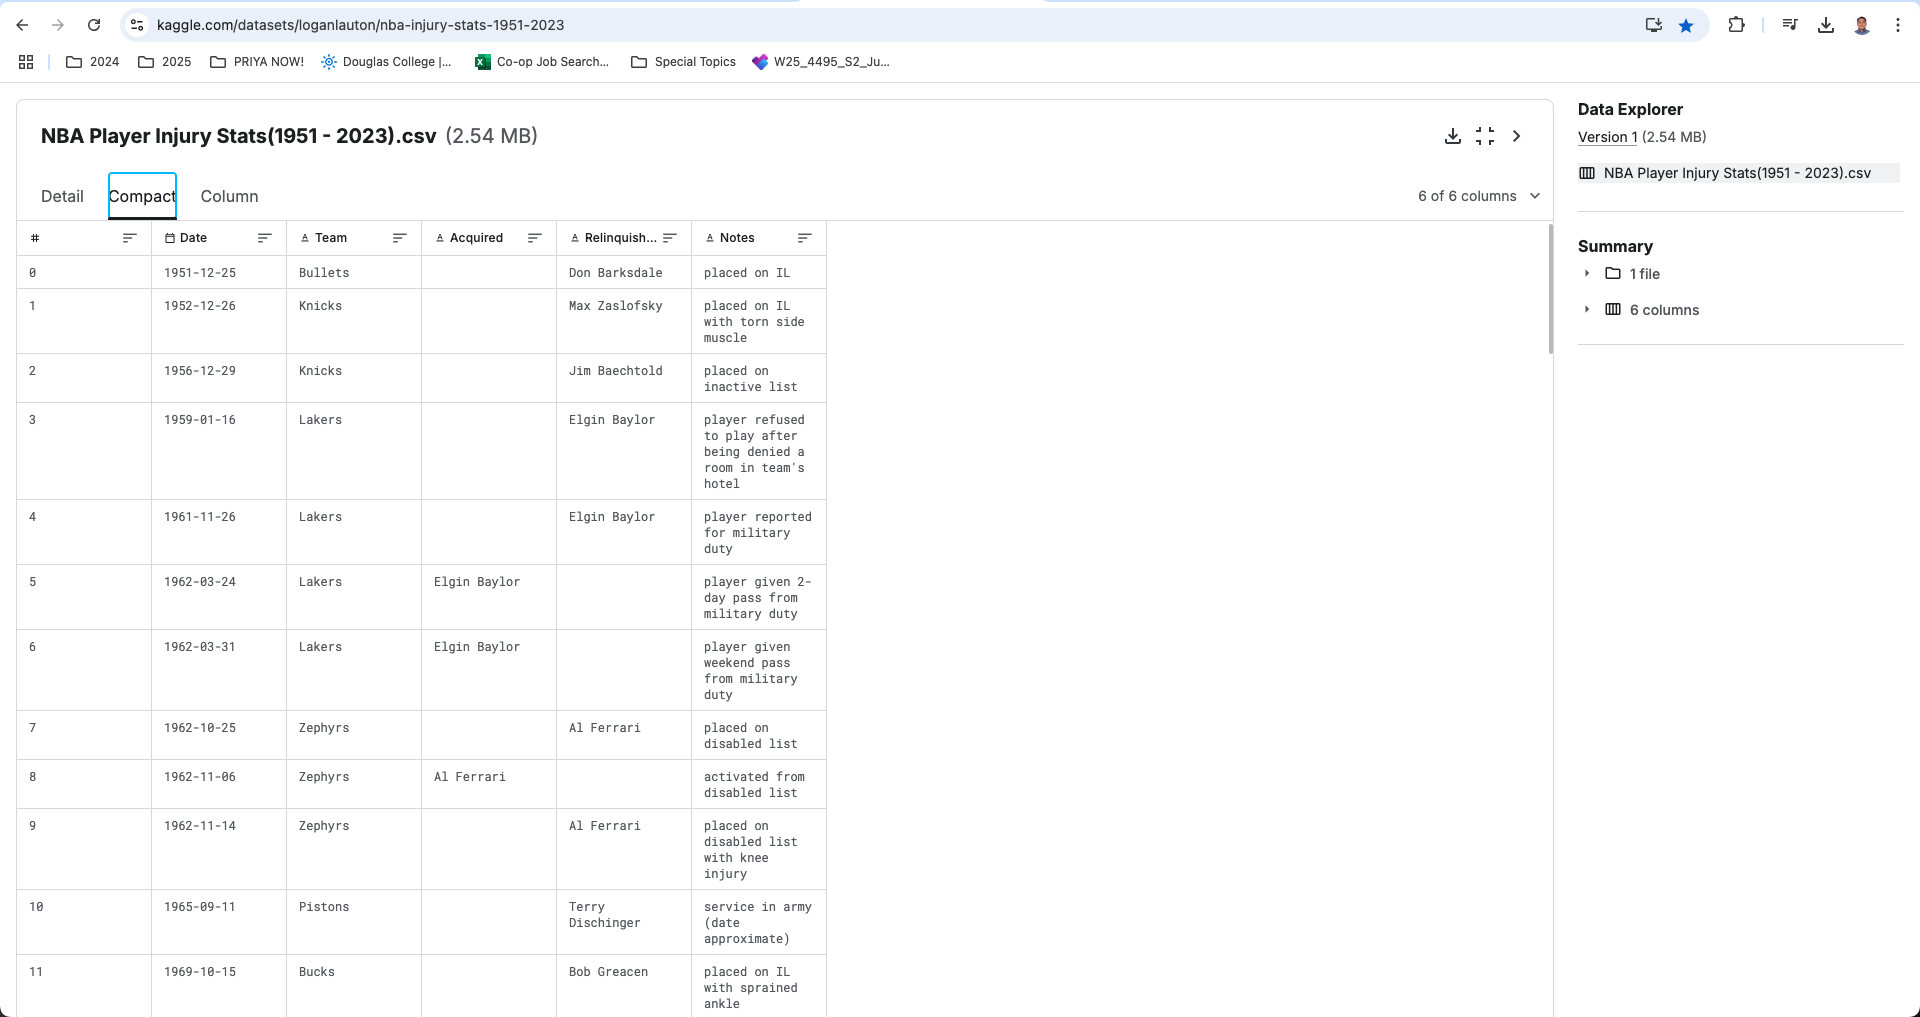 kaggle.com/datasets/loganlauton/nba-injury-stats-1951-2023
2024
2025
PRIYA NOW!
Douglas College |...
Co-op Job Search...
Special Topics
W25_4495_S2_Ju...
NBA Player Injury Stats(1951 - 2023).csv (2.54 MB)
Detail
Compact
Column
6 of 6 columns
# Date Team Acquired Relinquish... Notes
0 1951-12-25 Bullets Don Barksdale placed on IL
1 1952-12-26 Knicks Max Zaslofsky placed on IL
with torn side
muscle
2 1956-12-29 Knicks Jim Baechtold placed on
inactive list
3 1959-01-16 Lakers Elgin Baylor player refused
to play after
being denied a
room in team's
hotel
4 1961-11-26 Lakers Elgin Baylor player reported
for military
duty
5 1962-03-24 Lakers Elgin Baylor player given 2-
day pass from
military duty
6 1962-03-31 Lakers Elgin Baylor player given
weekend pass
from military
duty
7 1962-10-25 Zephyrs Al Ferrari placed on
disabled list
8 1962-11-06 Zephyrs Al Ferrari activated from
disabled list
9 1962-11-14 Zephyrs Al Ferrari placed on
disabled list
with knee
injury
10 1965-09-11 Pistons Terry service in army
Dischinger (date
approximate)
11 1969-10-15 Bucks Bob Greacen placed on IL
with sprained
ankle
Data Explorer
Version 1 (2.54 MB)
NBA Player Injury Stats(1951 - 2023).csv
Summary
1 file
6 columns